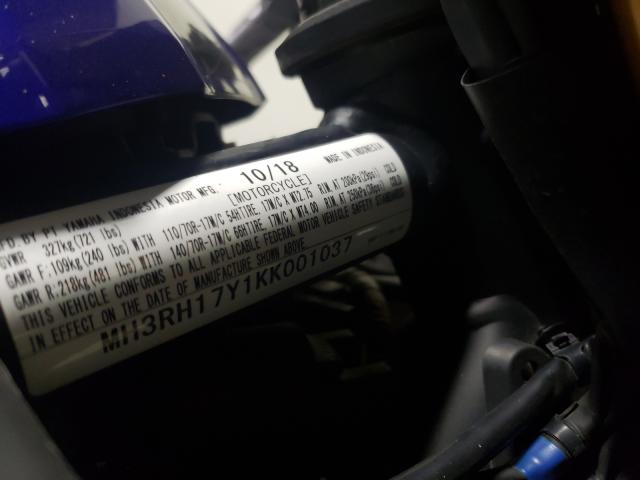 MFD. BY PT. YAMAHA INDONESIA MOTOR MFG.: 10/18 MADE IN INDONESIA
GVWR 327kg(721 lbs) [MOTORCYCLE]
GAWR F:109kg(240 lbs) WITH 110/70R-17M/C 54H TIRE, 17M/C X MT2.75 RIM, AT 200kPa(29psi) COLD
GAWR R:218kg(481 lbs) WITH 140/70R-17M/C 66H TIRE, 17M/C X MT4.00 RIM, AT 250kPa(36psi) COLD
THIS VEHICLE CONFORMS TO ALL APPLICABLE FEDERAL MOTOR VEHICLE SAFETY STANDARDS
IN EFFECT ON THE DATE OF MANUFACTURE SHOWN ABOVE
MH3RH17Y1KK001037